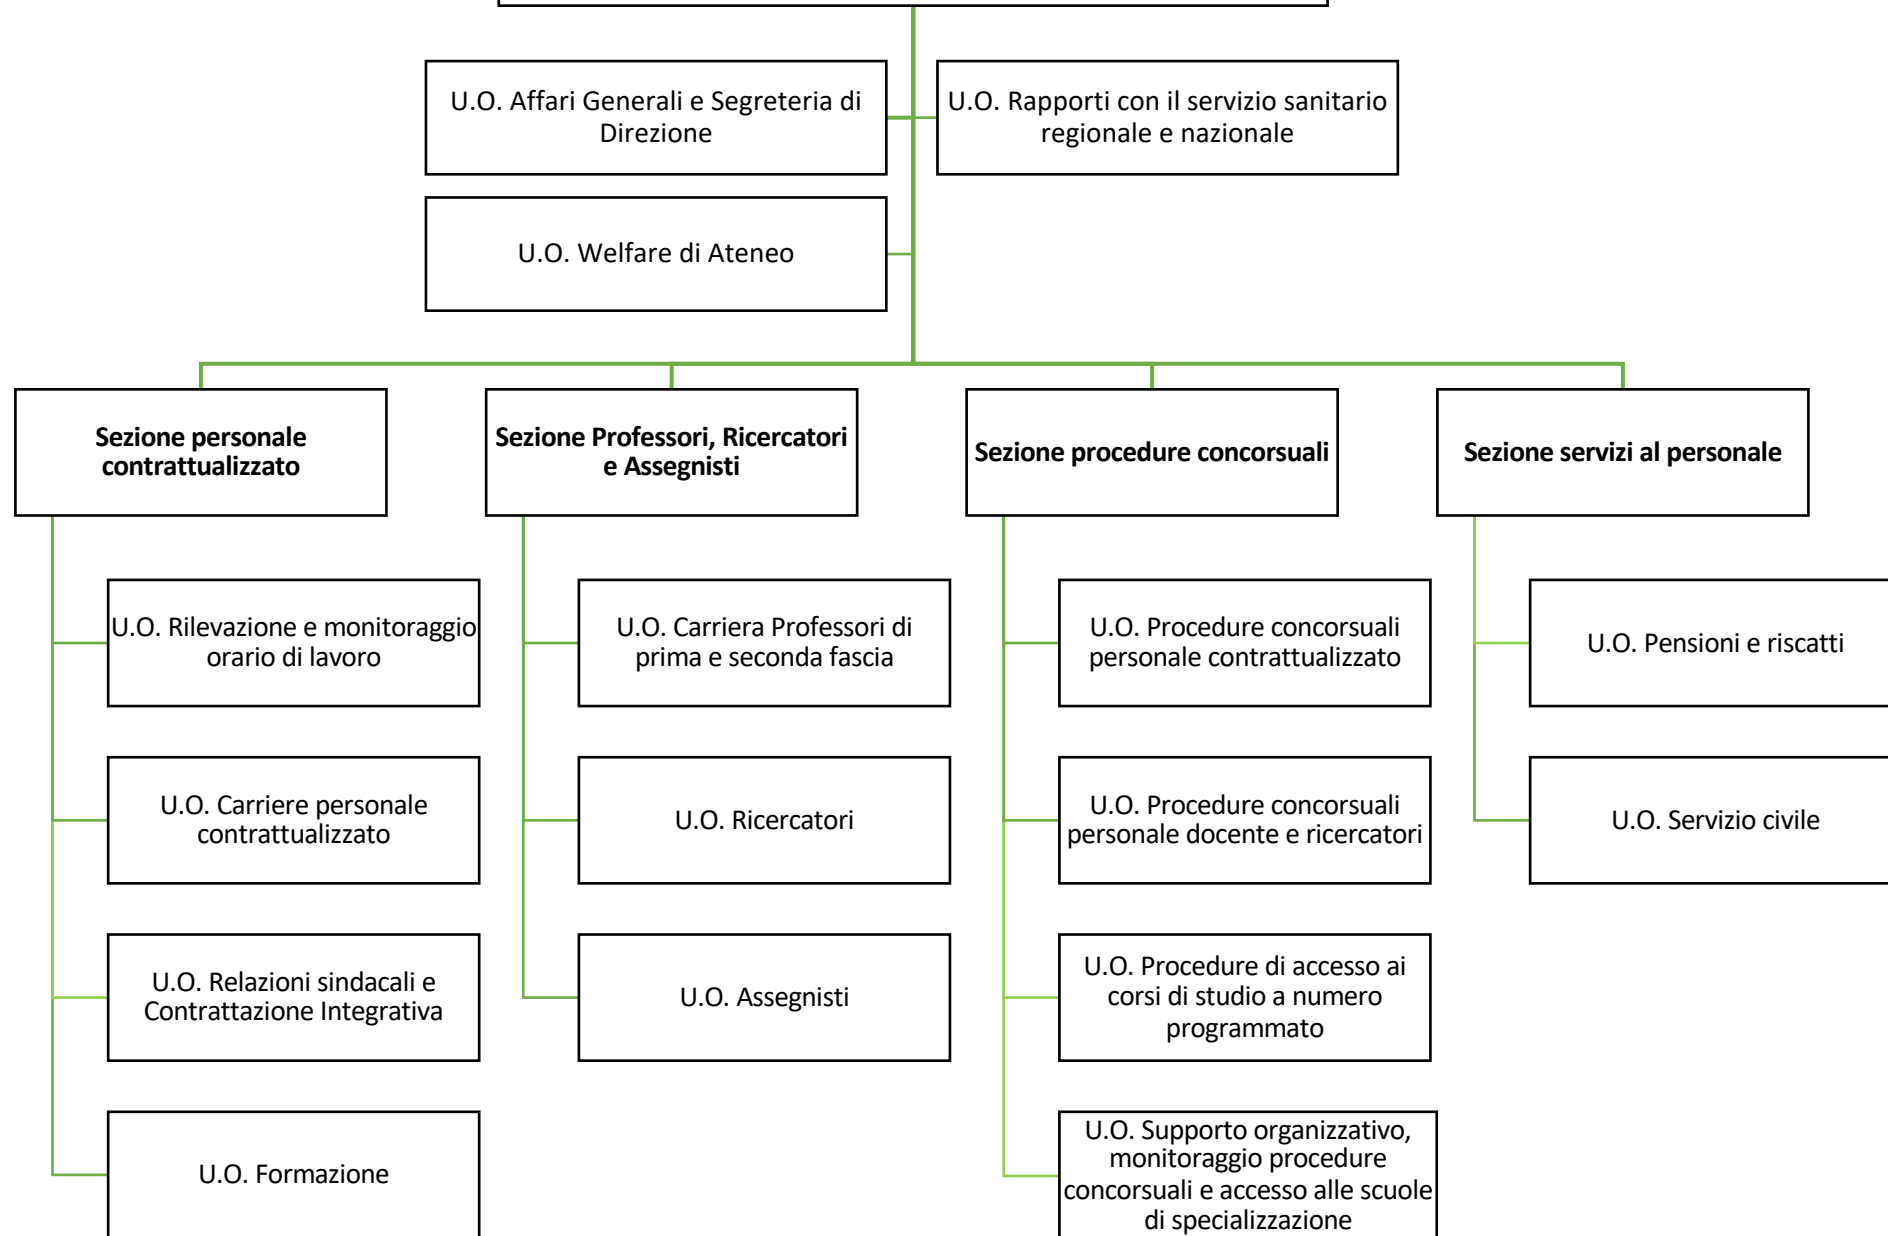 U.O. Affari Generali e Segreteria di
Direzione
U.O. Rapporti con il servizio sanitario
regionale e nazionale
U.O. Welfare di Ateneo
Sezione personale
contrattualizzato
Sezione Professori, Ricercatori
e Assegnisti
Sezione procedure concorsuali
Sezione servizi al personale
U.O. Rilevazione e monitoraggio
orario di lavoro
U.O. Carriera Professori di
prima e seconda fascia
U.O. Procedure concorsuali
personale contrattualizzato
U.O. Pensioni e riscatti
U.O. Carriere personale
contrattualizzato
U.O. Ricercatori
U.O. Procedure concorsuali
personale docente e ricercatori
U.O. Servizio civile
U.O. Relazioni sindacali e
Contrattazione Integrativa
U.O. Assegnisti
U.O. Procedure di accesso ai
corsi di studio a numero
programmato
U.O. Formazione
U.O. Supporto organizzativo,
monitoraggio procedure
concorsuali e accesso alle scuole
di specializzazione